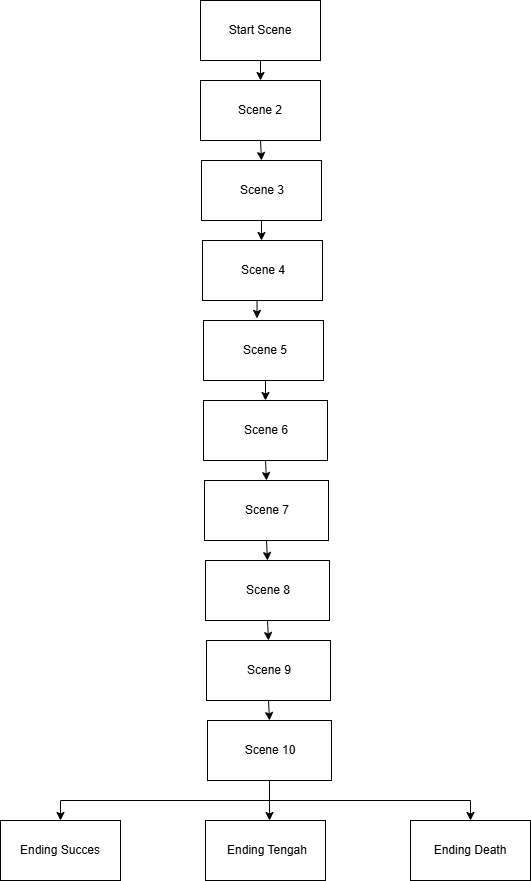 Start Scene
Scene 2
Scene 3
Scene 4
Scene 5
Scene 6
Scene 7
Scene 8
Scene 9
Scene 10
Ending Succes
Ending Tengah
Ending Death